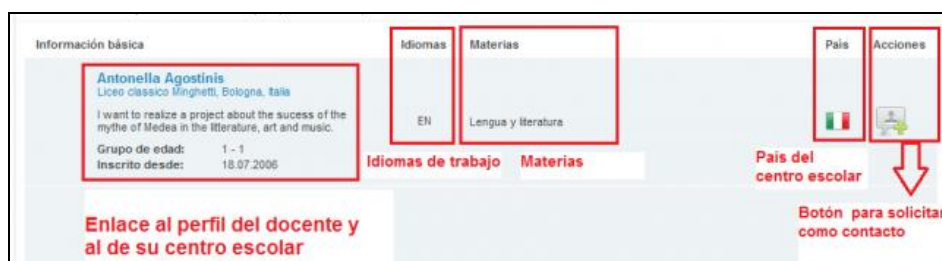 Información básica
Idiomas
Materias
País
Acciones
Antonella Agostinis
Liceo classico Minghetti, Bologna, Italia
I want to realize a project about the sucess of the
mythe of Medea in the litterature, art and music.
Grupo de edad: 1 - 1
Inscrito desde: 18.07.2006
EN
Lengua y literatura
Idiomas de trabajo
Materias
País del
centro escolar
Enlace al perfil del docente y
al de su centro escolar
Botón para solicitar
como contacto